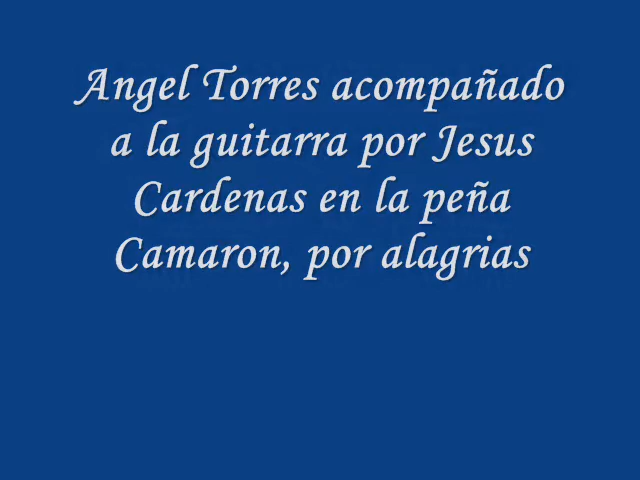 Angel Torres acompañado
a la guitarra por Jesus
Cardenas en la peña
Camaron, por alagrias